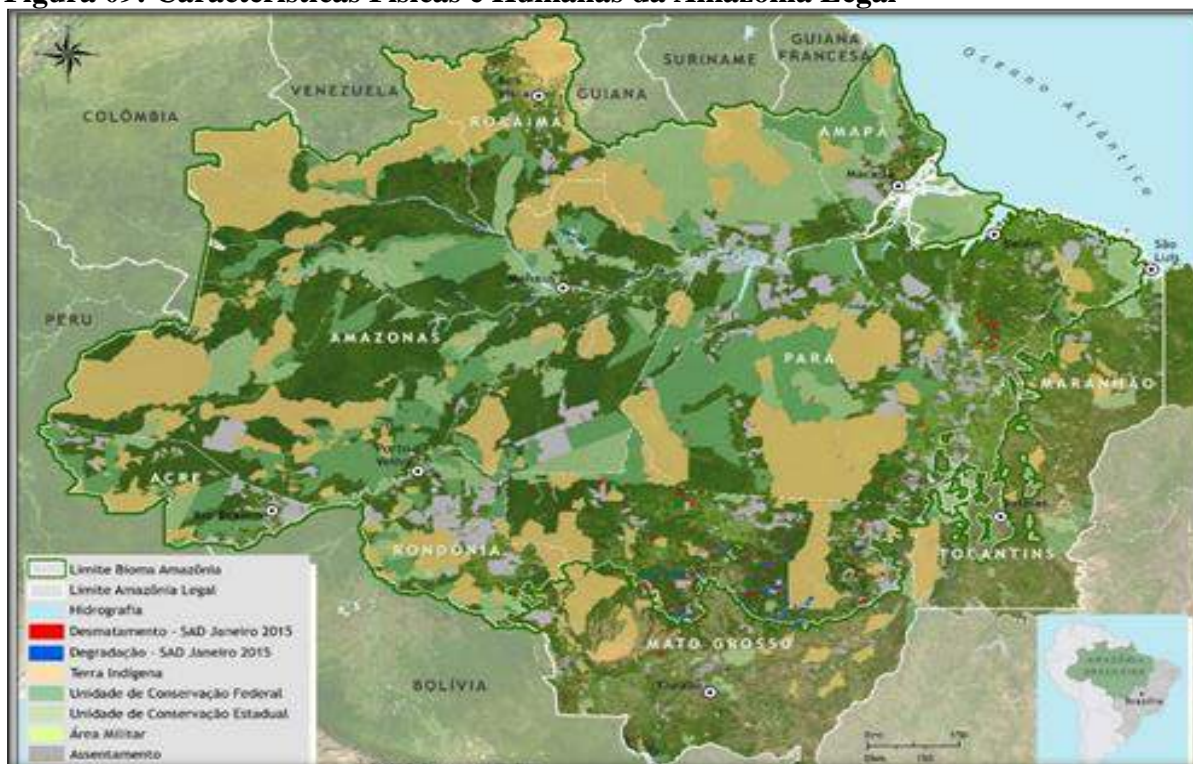 Figura 09: Características Físicas e Humanas da Amazônia Legal
GUIANA
FRANCESA
SURINAME
VENEZUELA
GUIANA
COLÔMBIA
Oceano Atlântico
RORAIMA
AMAPÁ
Macapá
São
Luís
Manaus
PERU
AMAZONAS
PARÁ
MARANHÃO
Porto
Velho
ACRE
Rio Branco
RONDÔNIA
TOCANTINS
MATO GROSSO
Cuiabá
BOLÍVIA
Limite Bioma Amazônia
Limite Amazônia Legal
Hidrografia
Desmatamento - SAD Janeiro 2015
Degradação - SAD Janeiro 2015
Terra Indígena
Unidade de Conservação Federal
Unidade de Conservação Estadual
Área Militar
Assentamento
AMAZÔNIA
BRASILEIRA
Brasília